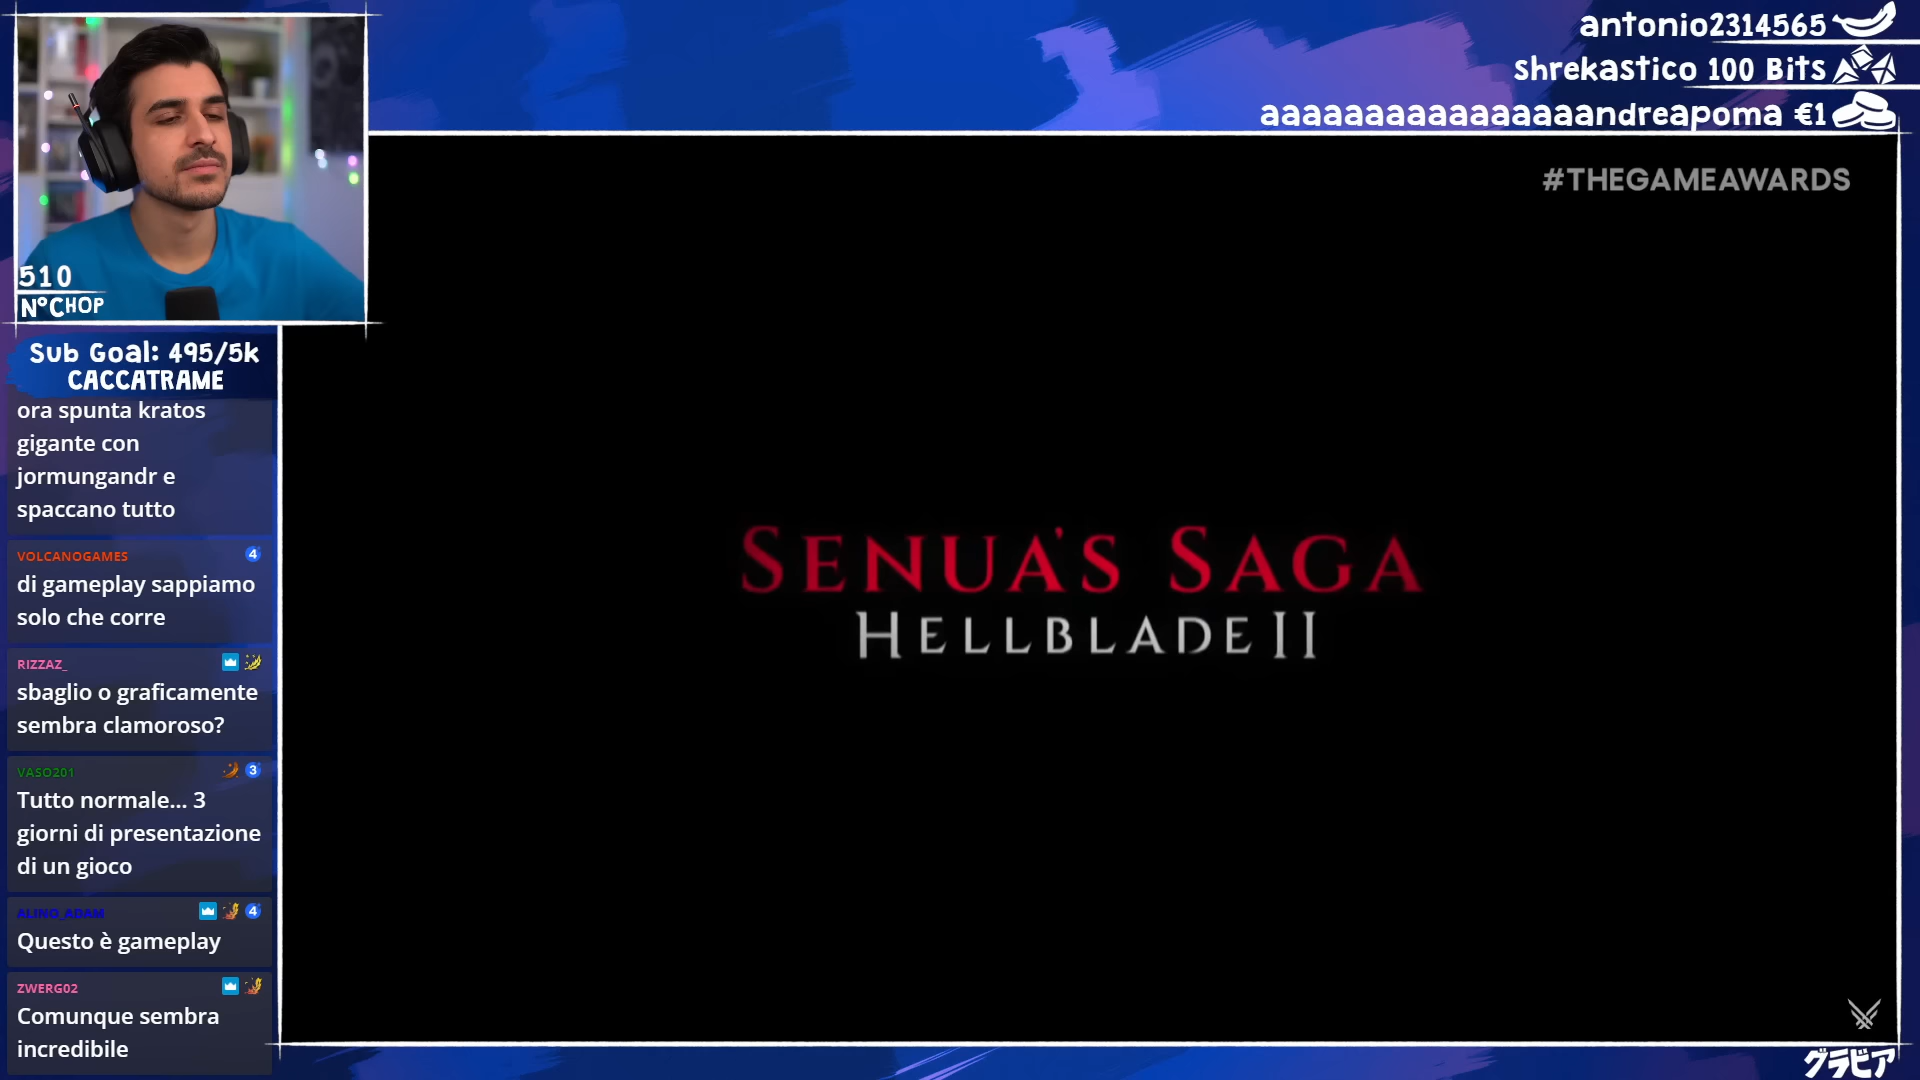 antonio2314565
shrekastico 100 Bits
aaaaaaaaaaaaaaaandreapoma €1
#THEGAMEAWARDS
510
N°CHOP
Sub Goal: 495/5k
CACCATRAME
ora spunta kratos
gigante con
jormungandr e
spaccano tutto
VOLCANOGAMES 4
di gameplay sappiamo
solo che corre
RIZZAZ_
sbaglio o graficamente
sembra clamoroso?
VASO201 3
Tutto normale... 3
giorni di presentazione
di un gioco
ALINO_ADAM 4
Questo è gameplay
ZWERG02
Comunque sembra
incredibile
SENUA'S SAGA
HELLBLADE II
グラビア